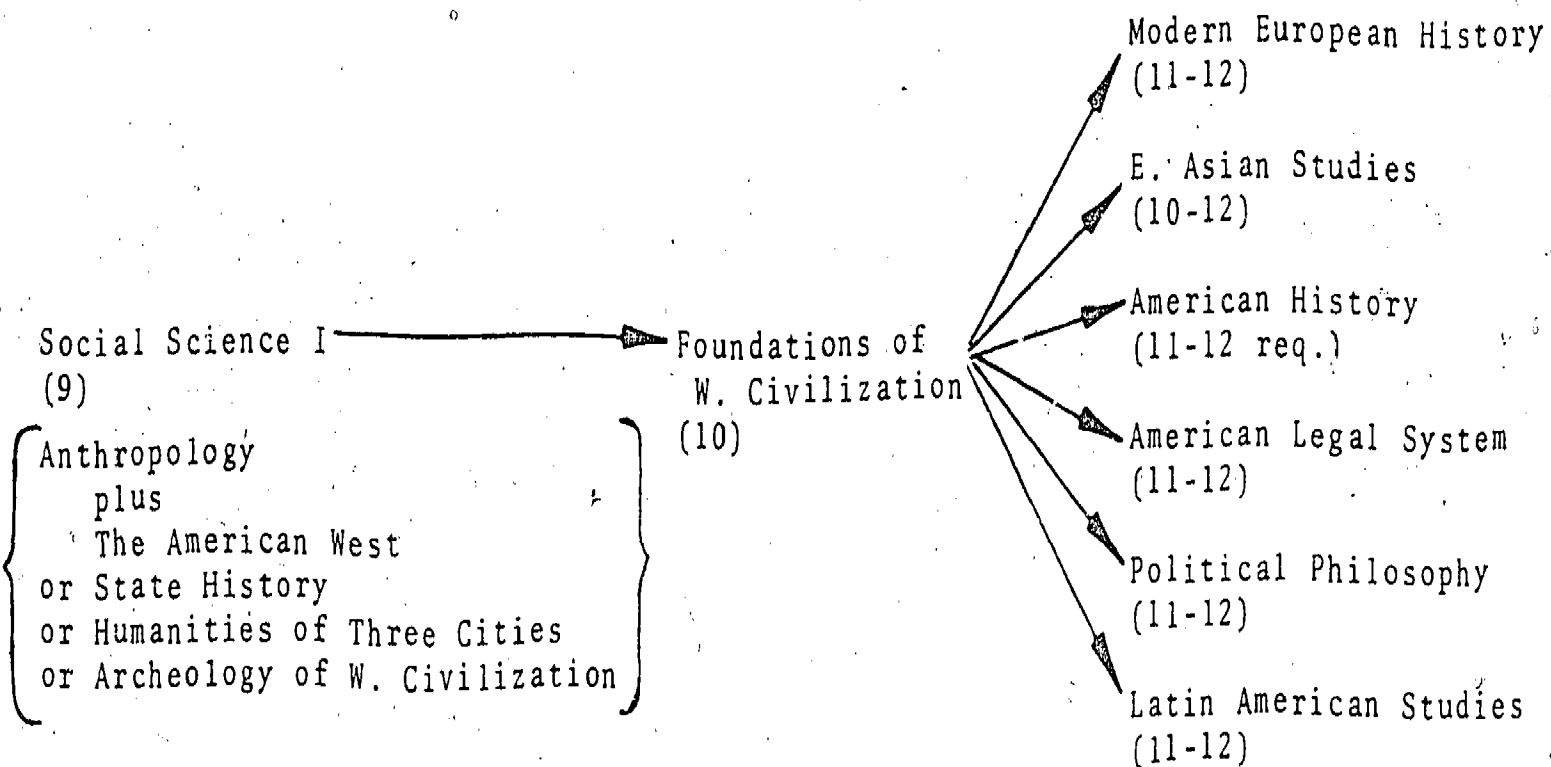 Social Science I
(9)
Anthropology
plus
The American West
or State History
or Humanities of Three Cities
or Archeology of W. Civilization
Foundations of
W. Civilization
(10)
Modern European History
(11-12)
E. Asian Studies
(10-12)
American History
(11-12 req.)
American Legal System
(11-12)
Political Philosophy
(11-12)
Latin American Studies
(11-12)